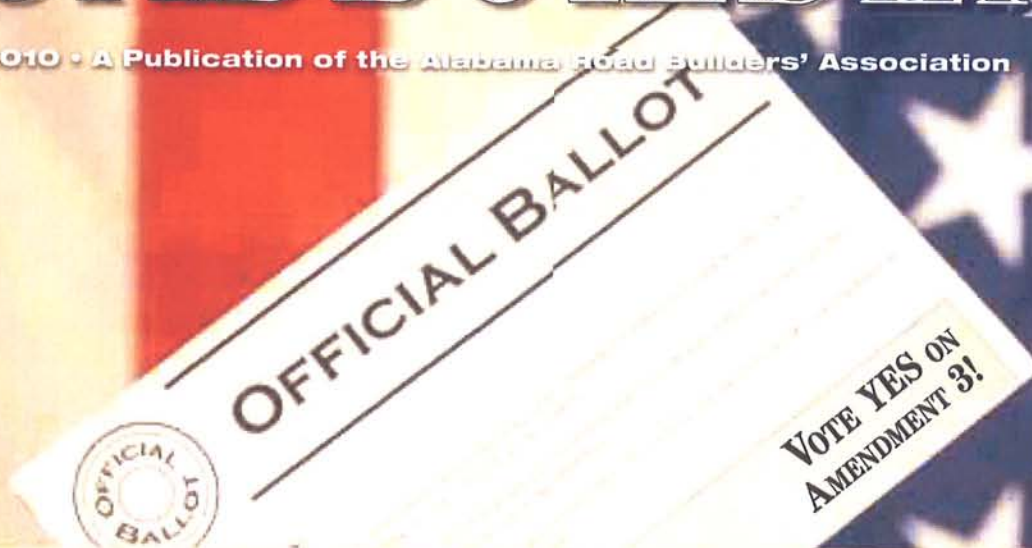 010 • A Publication of the Alabama Road Builders' Association
OFFICIAL BALLOT
VOTE YES ON
AMENDMENT 3!
OFFICIAL
BALLOT